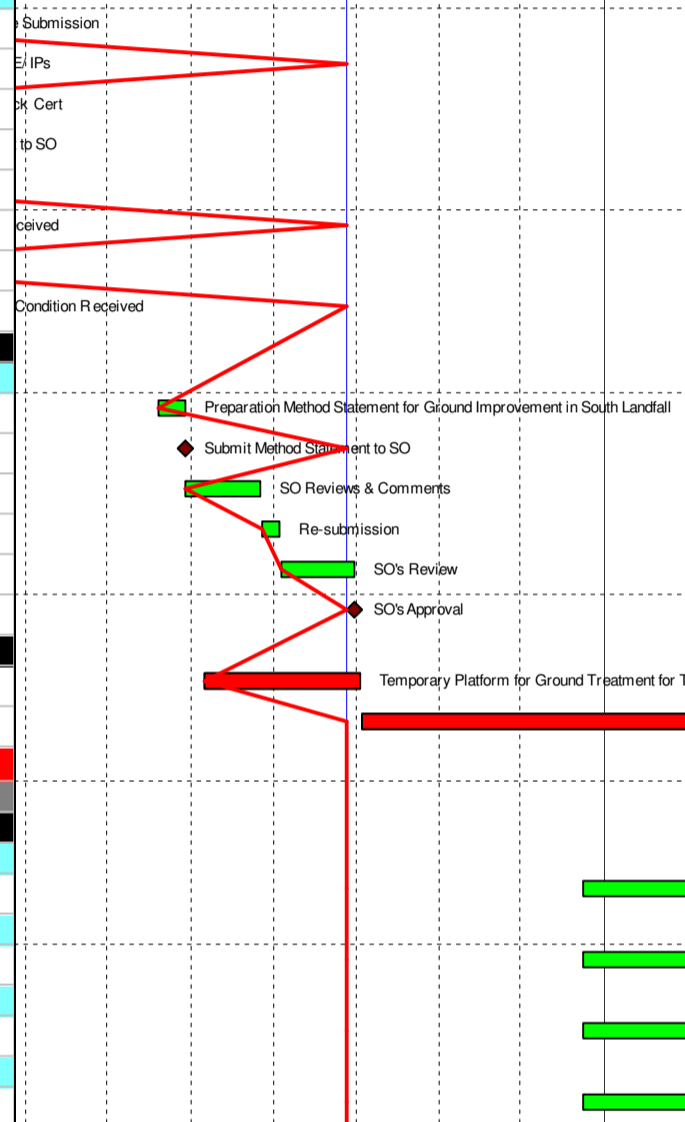 Submission
IPs
Cert
tp SO
ceived
Condition Received
Preparation Method Statement for Ground Improvement in South Landfall
Submit Method Statement to SO
SO Reviews & Comments
Re-submission
SO's Review
SO's Approval
Temporary Platform for Ground Treatment for T